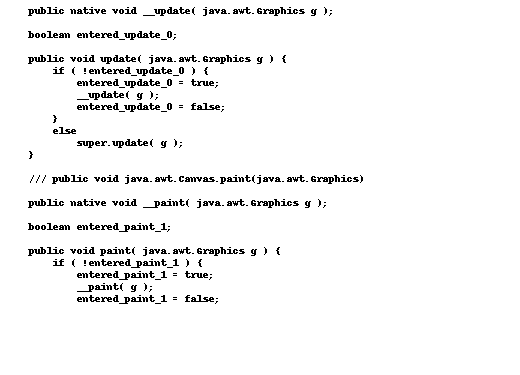 public native void __update( java.awt.Graphics g );
boolean entered_update_0;
public void update( java.awt.Graphics g ) {
if ( !entered_update_0 ) {
entered_update_0 = true;
__update( g );
entered_update_0 = false;
}
else
super.update( g );
}
/// public void java.awt.Canvas.paint(java.awt.Graphics)
public native void __paint( java.awt.Graphics g );
boolean entered_paint_1;
public void paint( java.awt.Graphics g ) {
if ( !entered_paint_1 ) {
entered_paint_1 = true;
__paint( g );
entered_paint_1 = false;